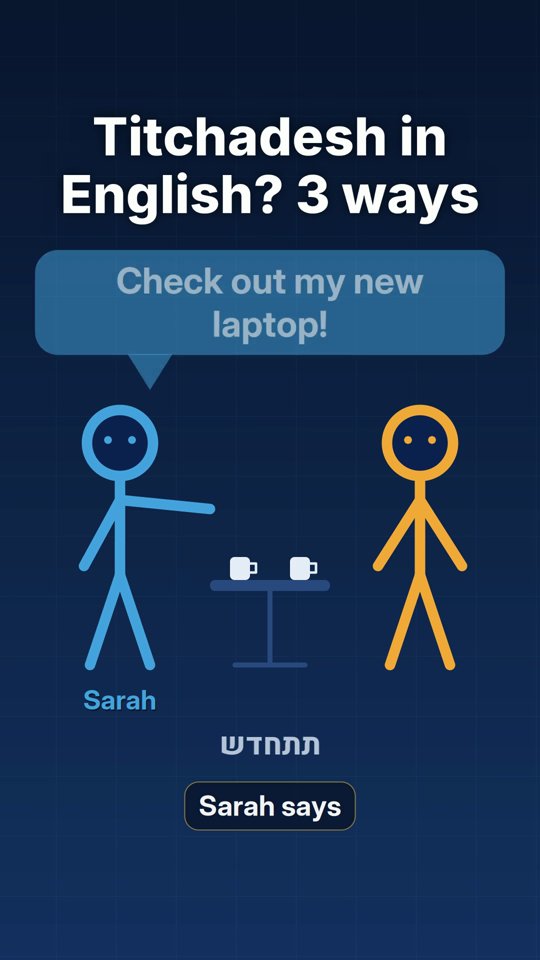 Titchadesh in
English? 3 ways
Check out my new
laptop!
Sarah
תתחדש
Sarah says